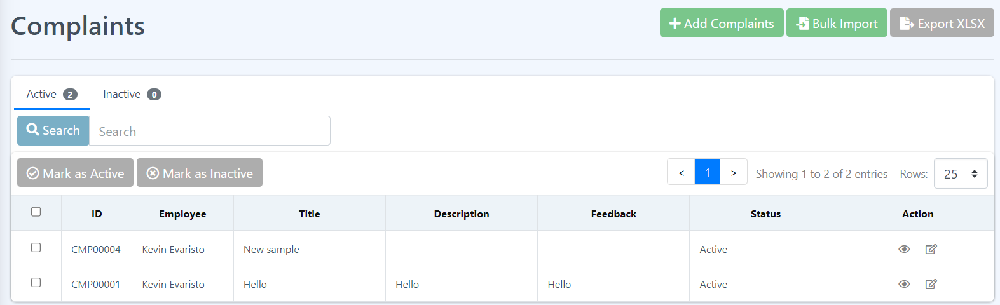 Complaints
Add Complaints Bulk Import Export XLSX
Active 2 Inactive 0
Search Search
Mark as Active Mark as Inactive < 1 > Showing 1 to 2 of 2 entries Rows: 25
ID Employee Title Description Feedback Status Action
CMP00004 Kevin Evaristo New sample Active
CMP00001 Kevin Evaristo Hello Hello Hello Active